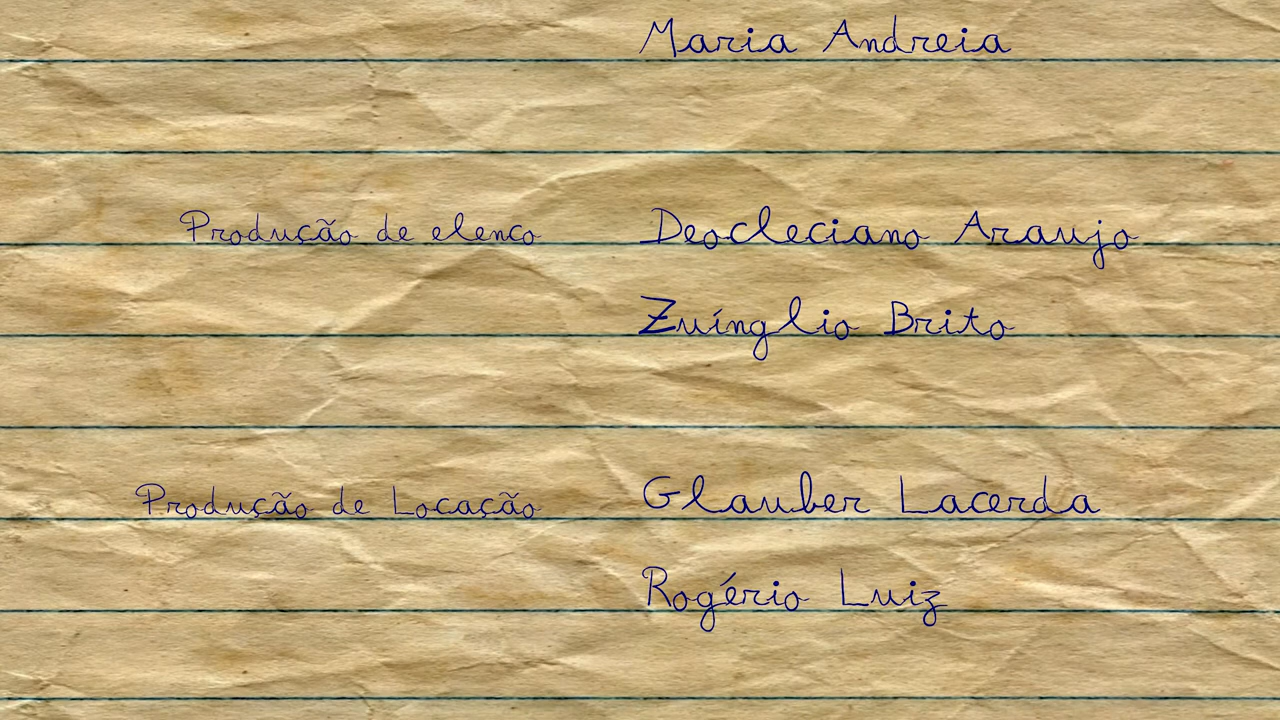 Maria Andreia
Produção de elenco Deocleciano Araujo
Zuínglio Brito
Produção de Locação Glauber Lacerda
Rogério Luiz